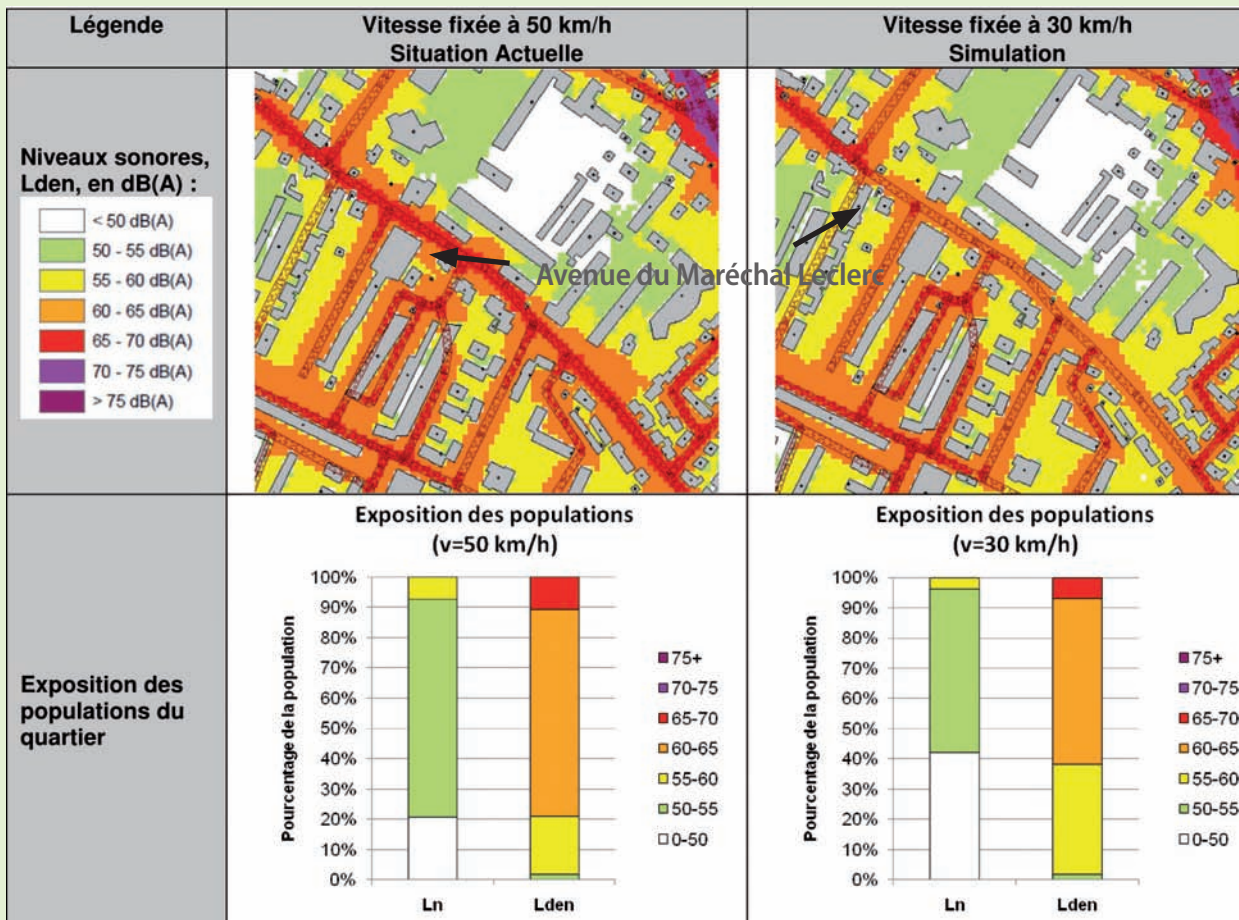 Légende
Vitesse fixée à 50 km/h
Situation Actuelle
Vitesse fixée à 30 km/h
Simulation
Niveaux sonores,
Lden, en dB(A) :
< 50 dB(A)
50 - 55 dB(A)
55 - 60 dB(A)
60 - 65 dB(A)
65 - 70 dB(A)
70 - 75 dB(A)
> 75 dB(A)
Avenue du Maréchal Leclerc
Exposition des
populations du
quartier
Exposition des populations
(v=50 km/h)
Pourcentage de la population
100%
90%
80%
70%
60%
50%
40%
30%
20%
10%
0%
Ln
Lden
75+
70-75
65-70
60-65
55-60
50-55
0-50
Exposition des populations
(v=30 km/h)
Pourcentage de la population
100%
90%
80%
70%
60%
50%
40%
30%
20%
10%
0%
Ln
Lden
75+
70-75
65-70
60-65
55-60
50-55
0-50